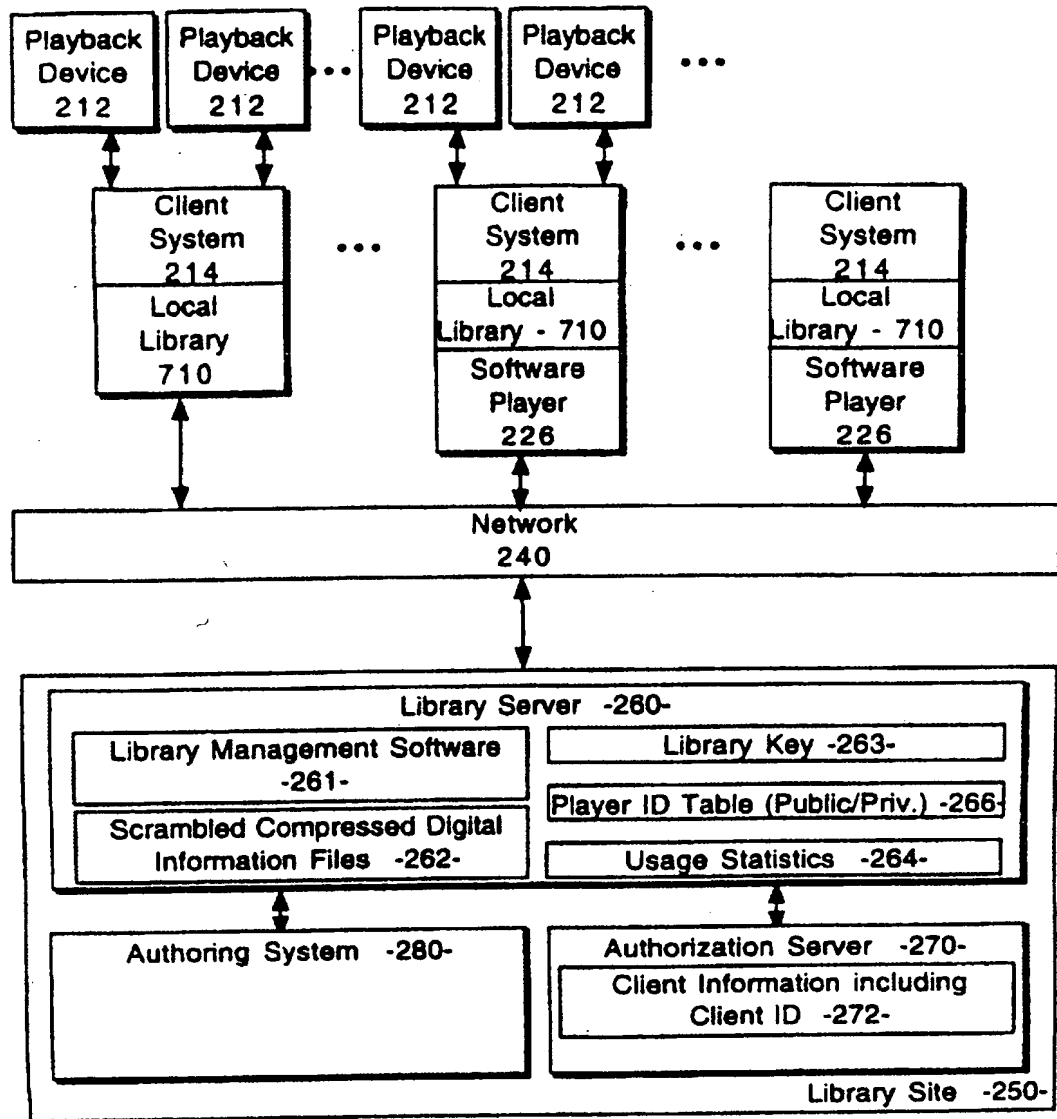 Playback
Device
212
Playback
Device
212
...
Playback
Device
212
Playback
Device
212
...
Client
System
214
Local
Library
710
...
Client
System
214
Local
Library - 710
Software
Player
226
...
Client
System
214
Local
Library - 710
Software
Player
226
Network
240
Library Server -260-
Library Management Software
-261-
Scrambled Compressed Digital
Information Files -262-
Library Key -263-
Player ID Table (Public/Priv.) -266-
Usage Statistics -264-
Authoring System -280-
Authorization Server -270-
Client Information including
Client ID -272-
Library Site -250-